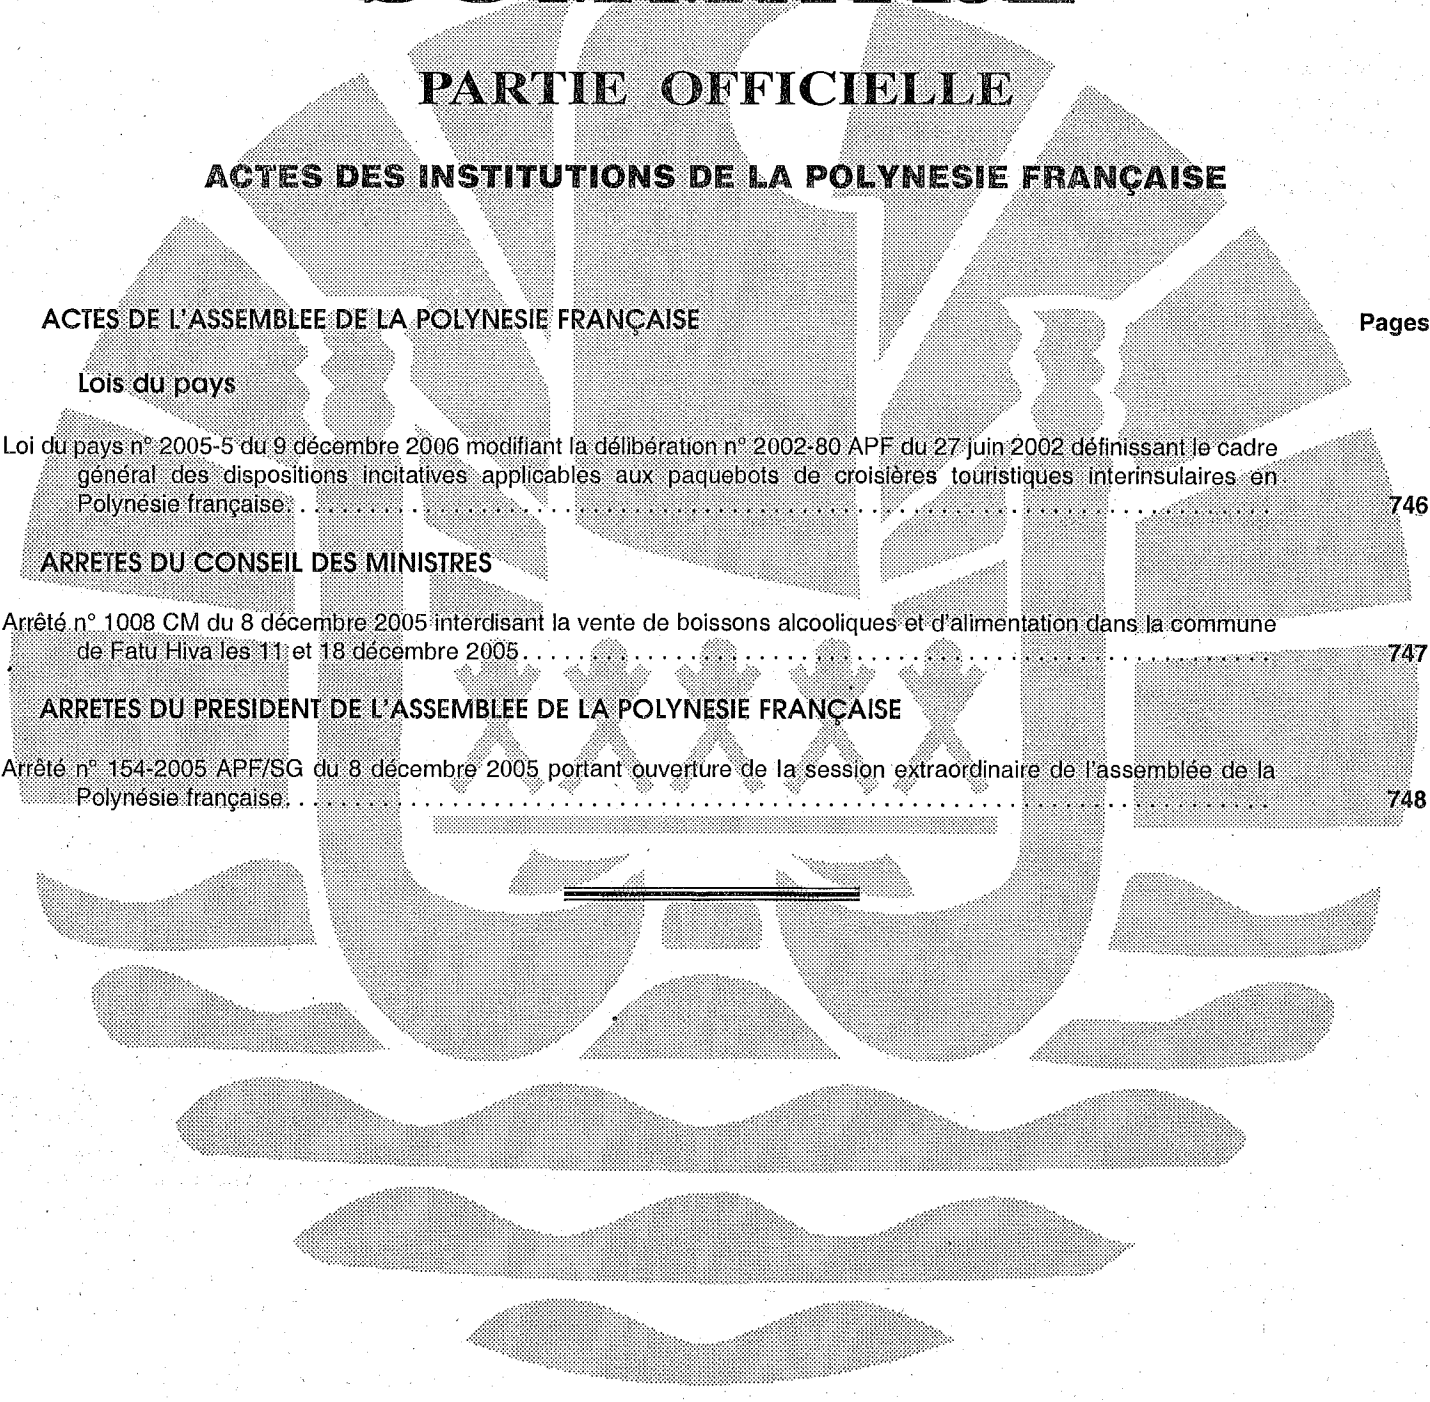 PARTIE OFFICIELLE
ACTES DES INSTITUTIONS DE LA POLYNESIE FRANÇAISE
ACTES DE L'ASSEMBLEE DE LA POLYNESIE FRANÇAISE Pages
Lois du pays
Loi du pays n° 2005-5 du 9 décembre 2006 modifiant la délibération n° 2002-80 APF du 27 juin 2002 définissant le cadre
général des dispositions incitatives applicables aux paquebots de croisières touristiques interinsulaires en
Polynésie française. . . . . . . . . . . . . . . . . . . . 746
ARRETES DU CONSEIL DES MINISTRES
Arrêté n° 1008 CM du 8 décembre 2005 interdisant la vente de boissons alcooliques et d'alimentation dans la commune
de Fatu Hiva les 11 et 18 décembre 2005. . . . . . . . . . . . . . . . . . . . 747
ARRETES DU PRESIDENT DE L'ASSEMBLEE DE LA POLYNESIE FRANÇAISE
Arrêté n° 154-2005 APF/SG du 8 décembre 2005 portant ouverture de la session extraordinaire de l'assemblée de la
Polynésie française. . . . . . . . . . . . . . . . . . . . 748